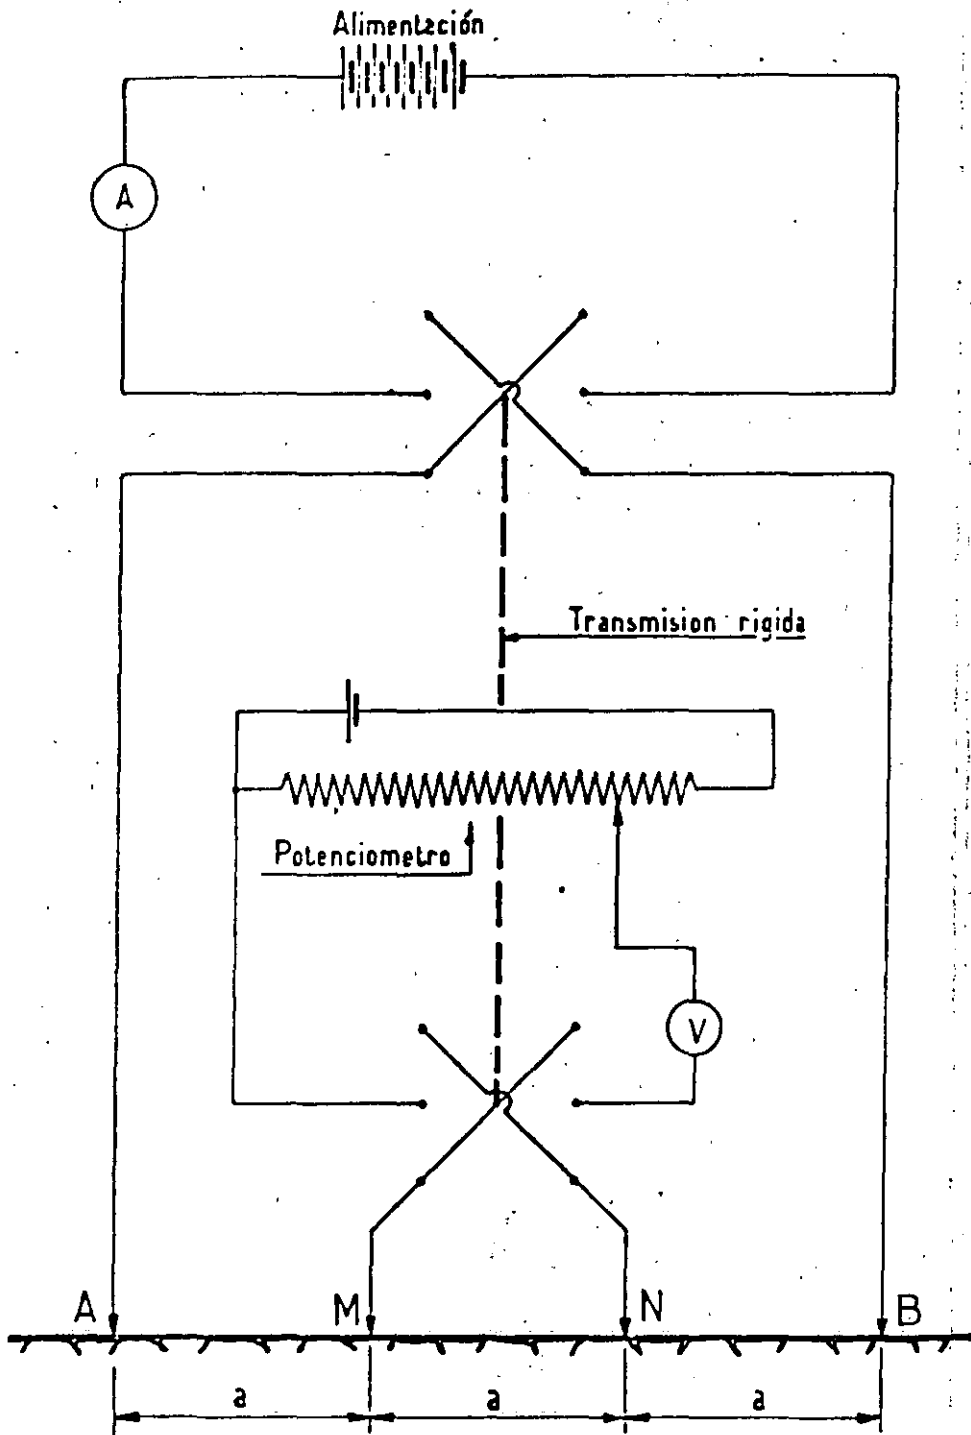 Alimentación
A
Transmision rigida
Potenciometro
V
A
M
N
B
a
a
a